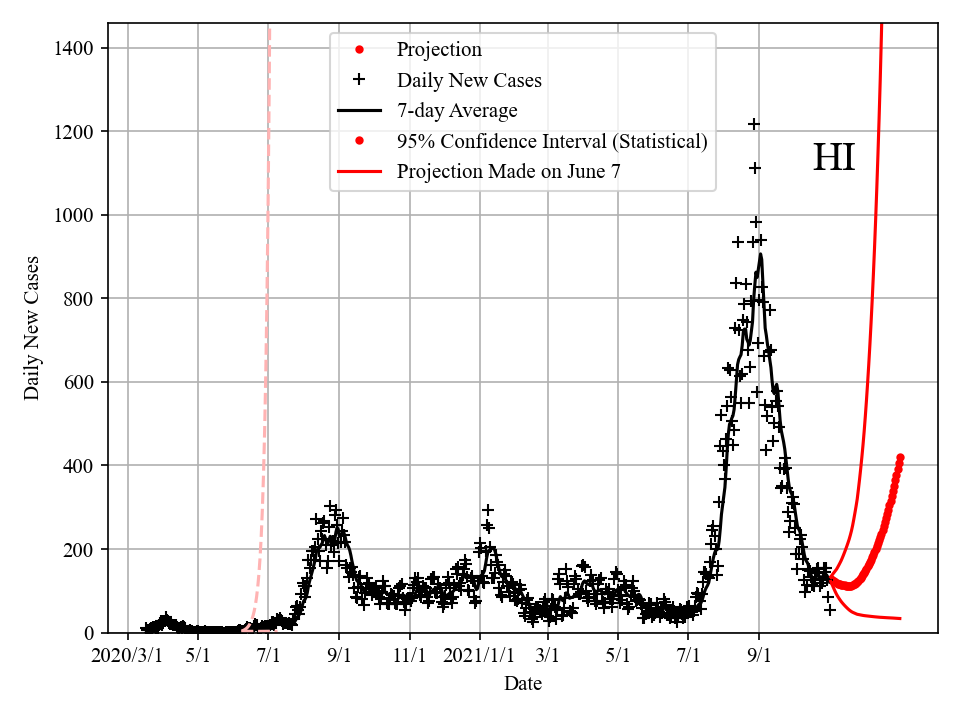 1400
1200
1000
800
600
400
200
0
Daily New Cases
Projection
Daily New Cases
7-day Average
95% Confidence Interval (Statistical)
Projection Made on June 7
HI
2020/3/1 5/1 7/1 9/1 11/1 2021/1/1 3/1 5/1 7/1 9/1
Date